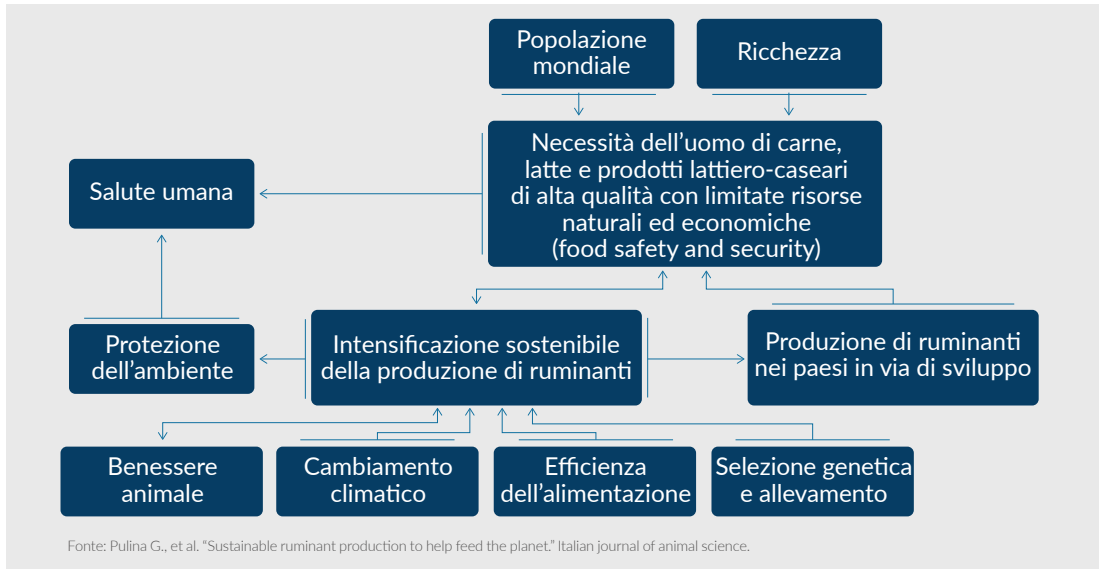 Popolazione
mondiale
Ricchezza
Necessità dell’uomo di carne,
latte e prodotti lattiero-caseari
di alta qualità con limitate risorse
naturali ed economiche
(food safety and security)
Salute umana
Protezione
dell’ambiente
Intensificazione sostenibile
della produzione di ruminanti
Produzione di ruminanti
nei paesi in via di sviluppo
Benessere
animale
Cambiamento
climatico
Efficienza
dell’alimentazione
Selezione genetica
e allevamento
Fonte: Pulina G., et al. “Sustainable ruminant production to help feed the planet.” Italian journal of animal science.